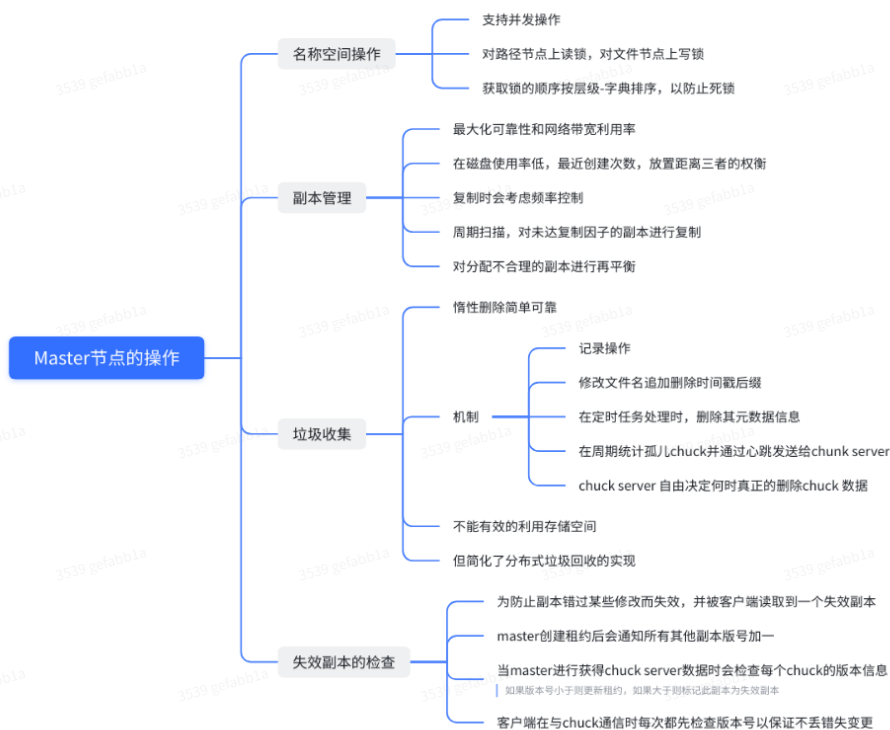 Master节点的操作
名称空间操作
支持并发操作
对路径节点上读锁，对文件节点上写锁
获取锁的顺序按层级-字典排序，以防止死锁
副本管理
最大化可靠性和网络带宽利用率
在磁盘使用率低，最近创建次数，放置距离三者的权衡
复制时会考虑频率控制
周期扫描，对未达复制因子的副本进行复制
对分配不合理的副本进行再平衡
垃圾收集
惰性删除简单可靠
机制
记录操作
修改文件名追加删除时间戳后缀
在定时任务处理时，删除其元数据信息
在周期统计孤儿chuck并通过心跳发送给chunk server
chuck server 自由决定何时真正的删除chuck 数据
不能有效的利用存储空间
但简化了分布式垃圾回收的实现
失效副本的检查
为防止副本错过某些修改而失效，并被客户端读取到一个失效副本
master创建租约后会通知所有其他副本版号加一
当master进行获得chuck server数据时会检查每个chuck的版本信息
如果版本号小于则更新租约，如果大于则标记此副本为失效副本
客户端在与chuck通信时每次都先检查版本号以保证不丢错失变更
3539 gefabb1a